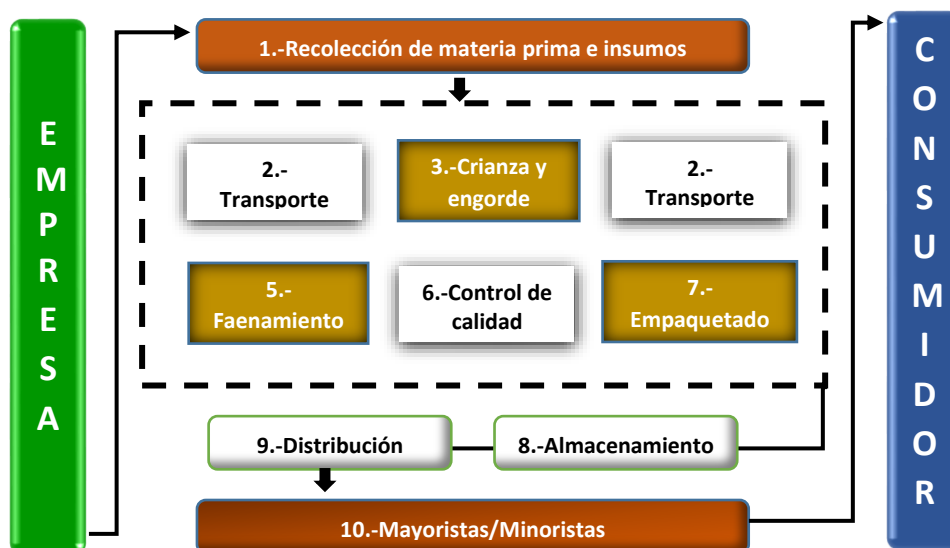 EMPRESA
1.-Recolección de materia prima e insumos
2.-
Transporte
3.-Crianza y
engorde
2.-
Transporte
5.-
Faenamiento
6.-Control de
calidad
7.-
Empaquetado
9.-Distribución
8.-Almacenamiento
10.-Mayoristas/Minoristas
CONSUMIDOR